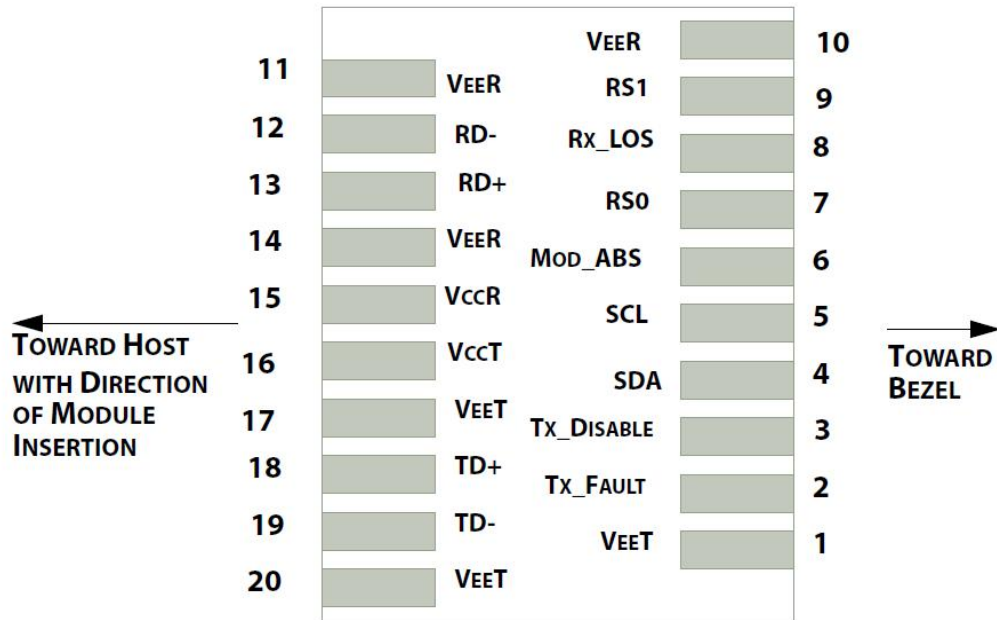 11 VEER
12 RD-
13 RD+
14 VEER
15 VCCR
16 VCCT
17 VEET
18 TD+
19 TD-
20 VEET
VEER 10
RS1 9
RX_LOS 8
RS0 7
MOD_ABS 6
SCL 5
SDA 4
TX_DISABLE 3
TX_FAULT 2
VEET 1
TOWARD HOST
WITH DIRECTION
OF MODULE
INSERTION
TOWARD
BEZEL